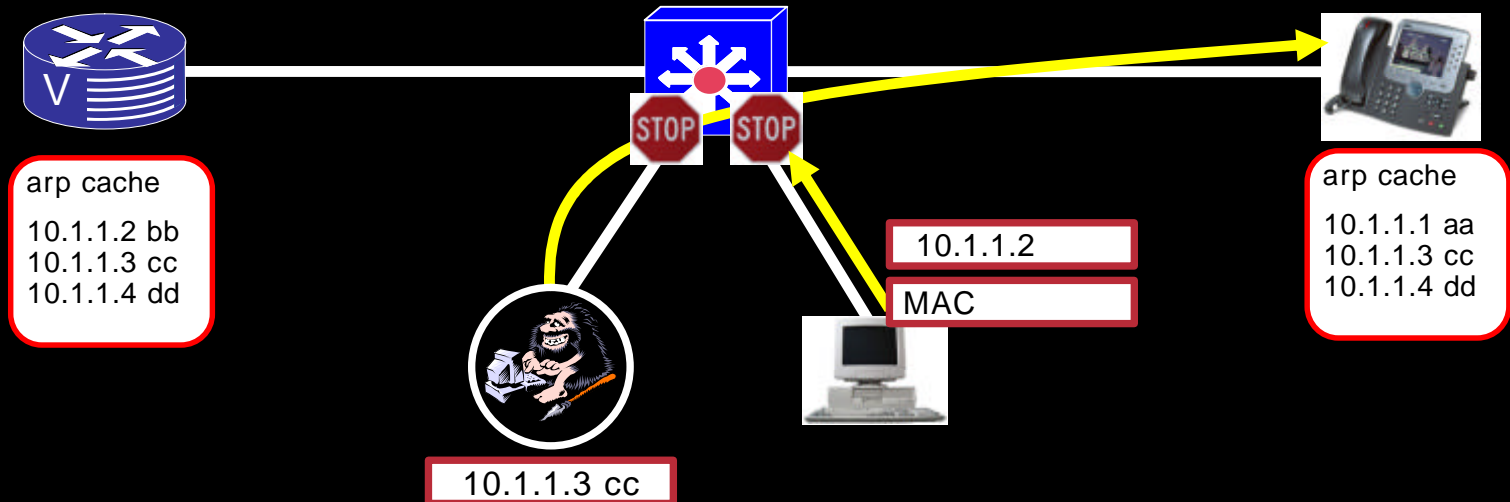 V
STOP
STOP
arp cache
10.1.1.2 bb
10.1.1.3 cc
10.1.1.4 dd
10.1.1.2
MAC
arp cache
10.1.1.1 aa
10.1.1.3 cc
10.1.1.4 dd
10.1.1.3 cc